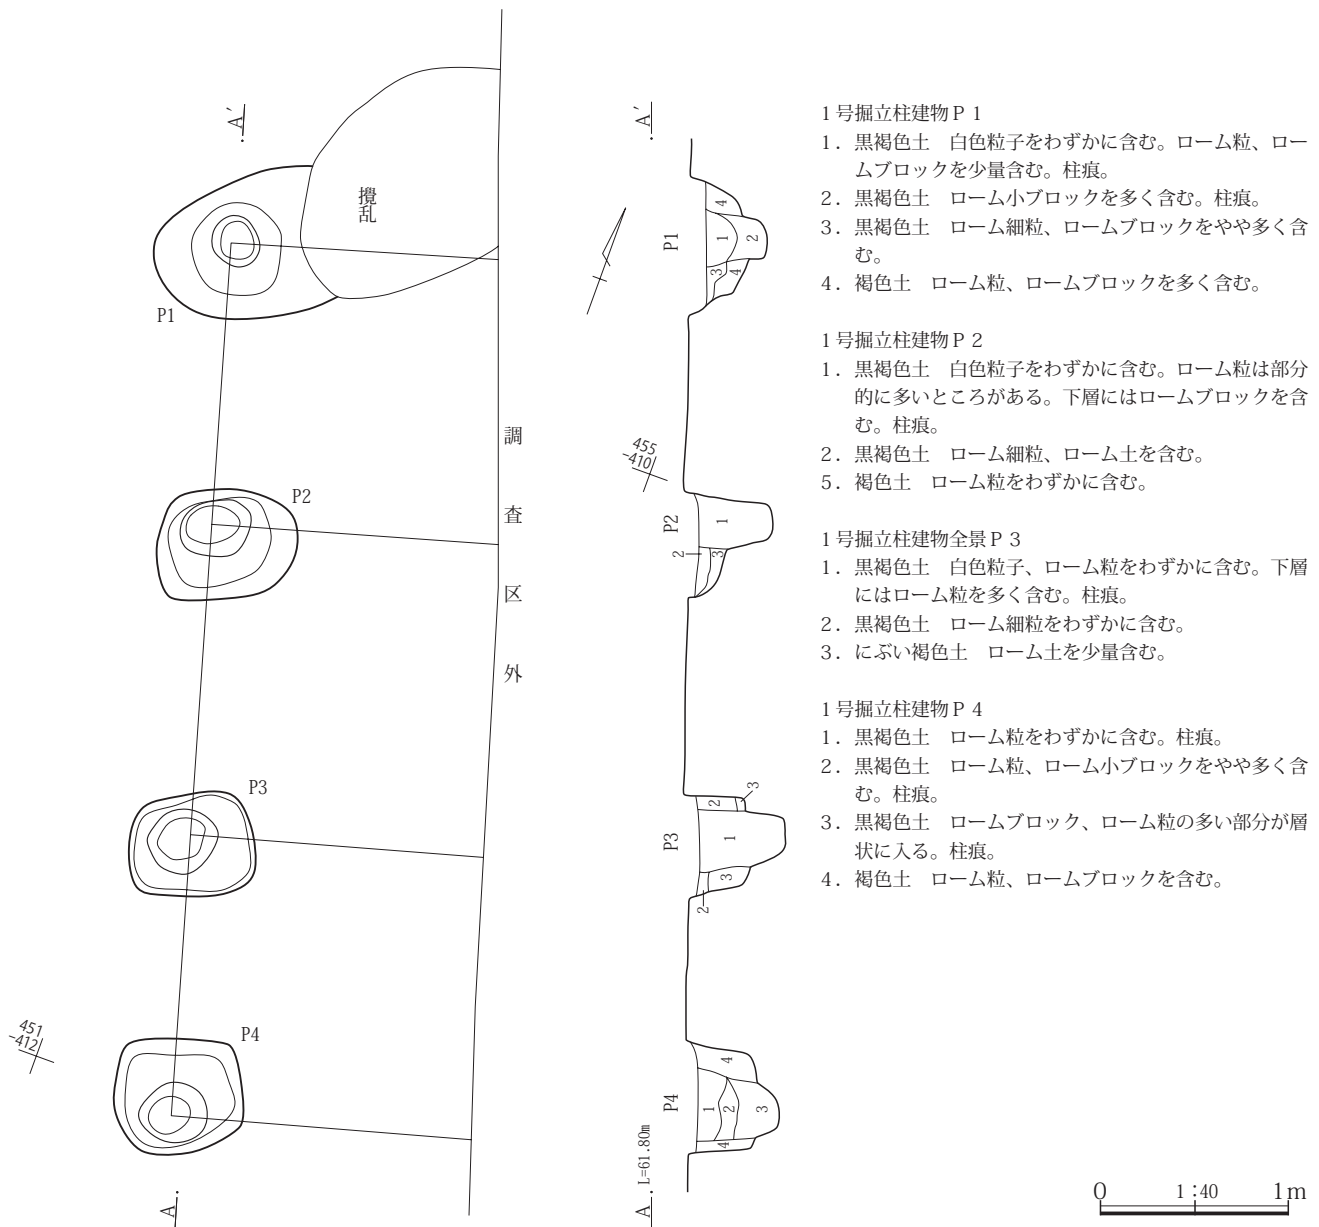 A′
攪乱
P1
P2
調査区外
P3
451
-412
P4
A
A′
P1
4
1
2
3
4
455
-410
P2
1
2
3
P3
2
3
1
3
2
P4
4
1
2
3
4
A
L=61.80m
1号掘立柱建物P1
1．黒褐色土　白色粒子をわずかに含む。ローム粒、ロー
ムブロックを少量含む。柱痕。
2．黒褐色土　ローム小ブロックを多く含む。柱痕。
3．黒褐色土　ローム細粒、ロームブロックをやや多く含
む。
4．褐色土　ローム粒、ロームブロックを多く含む。
1号掘立柱建物P2
1．黒褐色土　白色粒子をわずかに含む。ローム粒は部分
的に多いところがある。下層にはロームブロックを含
む。柱痕。
2．黒褐色土　ローム細粒、ローム土を含む。
5．褐色土　ローム粒をわずかに含む。
1号掘立柱建物全景P3
1．黒褐色土　白色粒子、ローム粒をわずかに含む。下層
にはローム粒を多く含む。柱痕。
2．黒褐色土　ローム細粒をわずかに含む。
3．にぶい褐色土　ローム土を少量含む。
1号掘立柱建物P4
1．黒褐色土　ローム粒をわずかに含む。柱痕。
2．黒褐色土　ローム粒、ローム小ブロックをやや多く含
む。柱痕。
3．黒褐色土　ロームブロック、ローム粒の多い部分が層
状に入る。柱痕。
4．褐色土　ローム粒、ロームブロックを含む。
0 1:40 1m